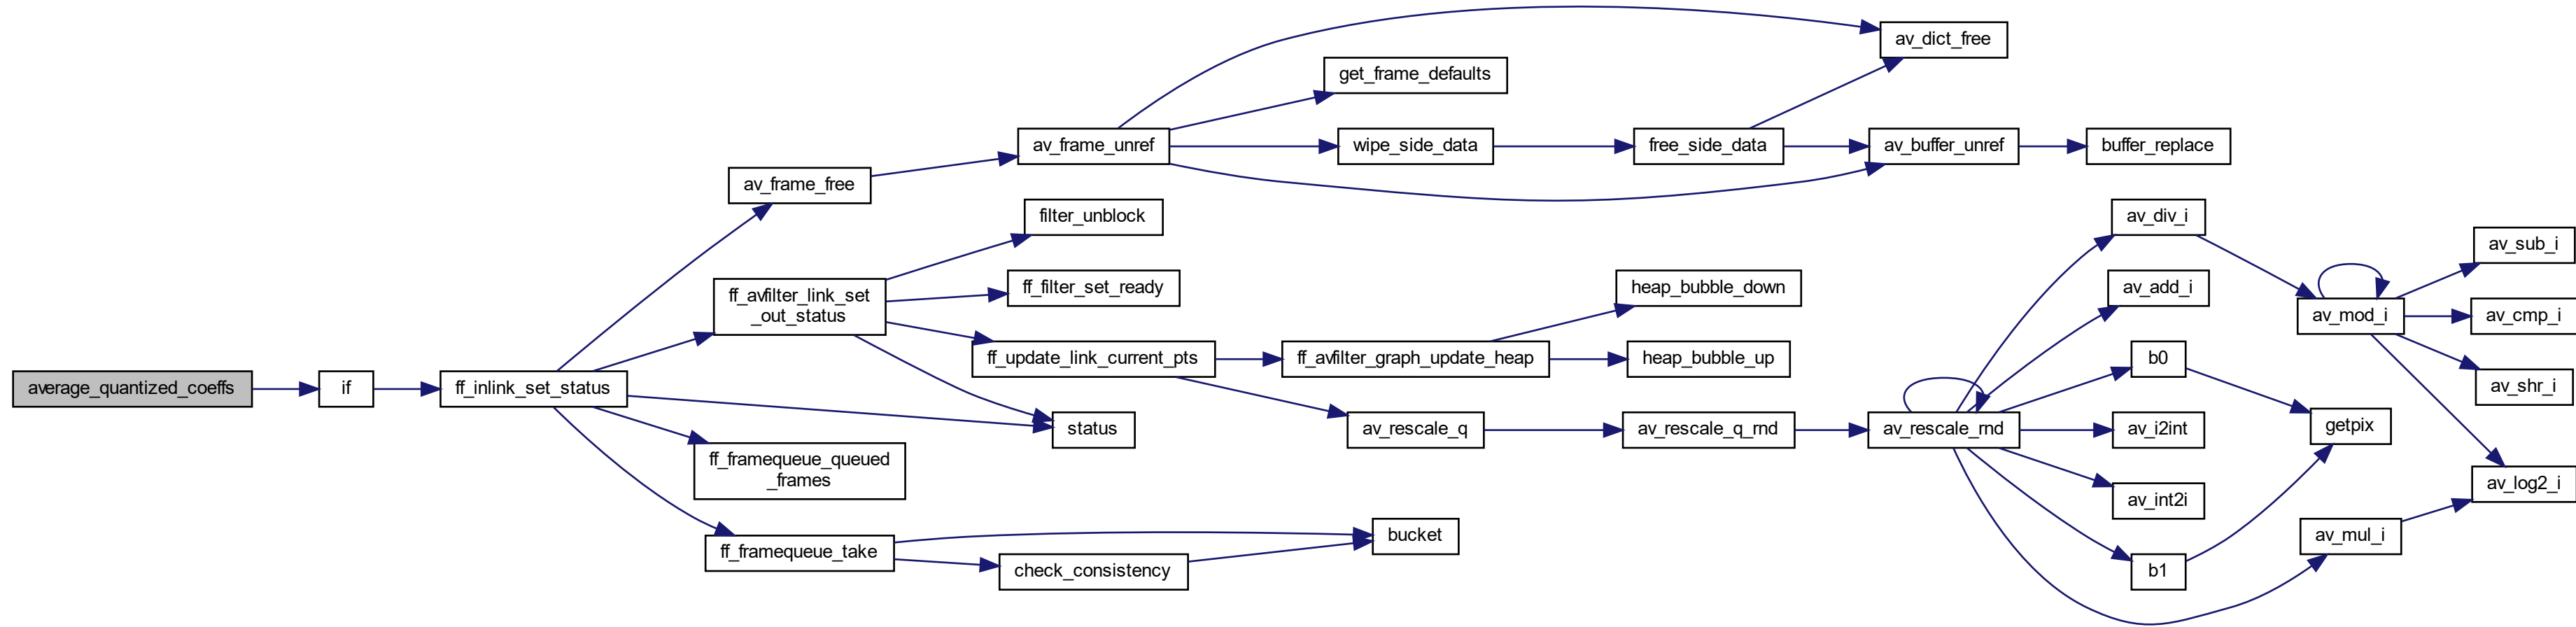 average_quantized_coeffs
if
ff_inlink_set_status
av_frame_free
ff_avfilter_link_set
_out_status
ff_framequeue_queued
_frames
ff_framequeue_take
av_frame_unref
filter_unblock
ff_filter_set_ready
ff_update_link_current_pts
status
check_consistency
get_frame_defaults
wipe_side_data
ff_avfilter_graph_update_heap
av_rescale_q
bucket
free_side_data
heap_bubble_down
heap_bubble_up
av_rescale_q_rnd
av_dict_free
av_buffer_unref
av_rescale_rnd
buffer_replace
av_div_i
av_add_i
b0
av_i2int
av_int2i
b1
av_mod_i
getpix
av_mul_i
av_sub_i
av_cmp_i
av_shr_i
av_log2_i